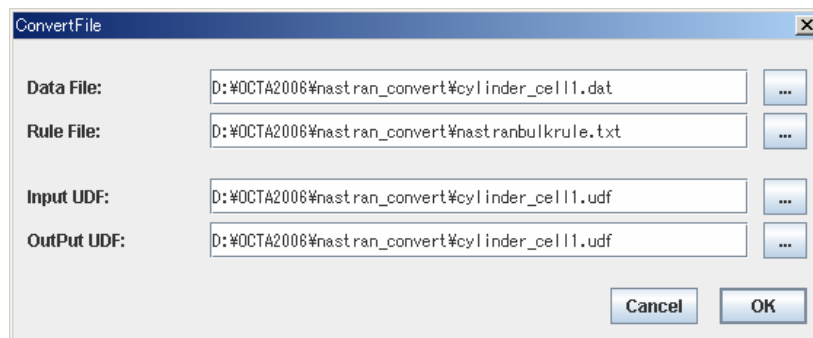 ConvertFile
Data File: D:¥OCTA2006¥nastran_convert¥cylinder_cell1.dat ...
Rule File: D:¥OCTA2006¥nastran_convert¥nastranbulkrule.txt ...
Input UDF: D:¥OCTA2006¥nastran_convert¥cylinder_cell1.udf ...
OutPut UDF: D:¥OCTA2006¥nastran_convert¥cylinder_cell1.udf ...
Cancel OK